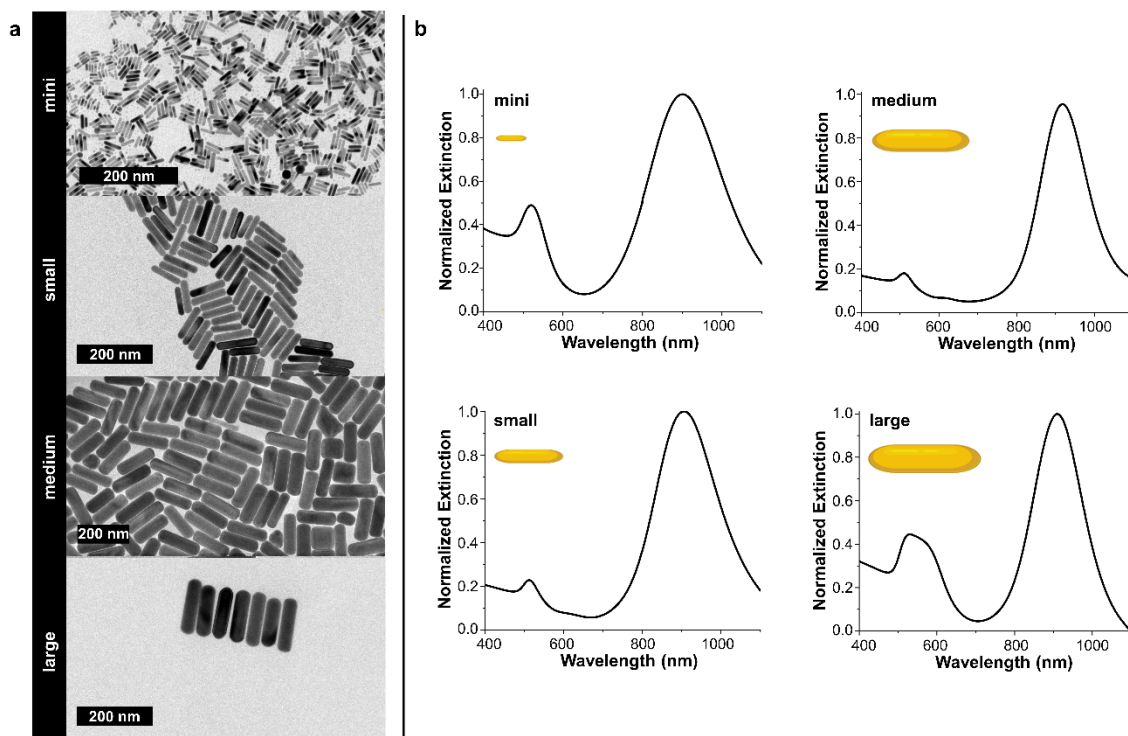 a
mini
200 nm
small
200 nm
medium
200 nm
large
200 nm
b
mini
Normalized Extinction
1.0
0.8
0.6
0.4
0.2
0.0
400
600
800
1000
Wavelength (nm)
medium
Normalized Extinction
1.0
0.8
0.6
0.4
0.2
0.0
400
600
800
1000
Wavelength (nm)
small
Normalized Extinction
1.0
0.8
0.6
0.4
0.2
0.0
400
600
800
1000
Wavelength (nm)
large
Normalized Extinction
1.0
0.8
0.6
0.4
0.2
0.0
400
600
800
1000
Wavelength (nm)